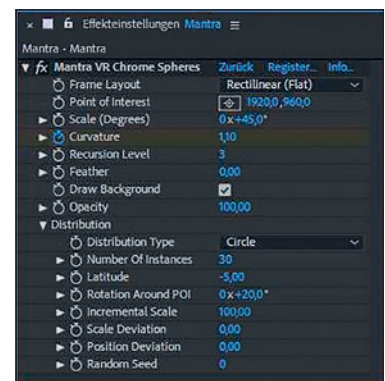 Effekteinstellungen Mantra
Mantra - Mantra
fx Mantra VR Chrome Spheres Zurück Register... Info...
Frame Layout Rectilinear (Flat)
Point of Interest 1920,0 ,960,0
Scale (Degrees) 0x+45,0°
Curvature 1,10
Recursion Level 3
Feather 0,00
Draw Background
Opacity 100,00
Distribution
Distribution Type Circle
Number Of Instances 30
Latitude -5,00
Rotation Around POI 0x+20,0°
Incremental Scale 100,00
Scale Deviation 0,00
Position Deviation 0,00
Random Seed 0